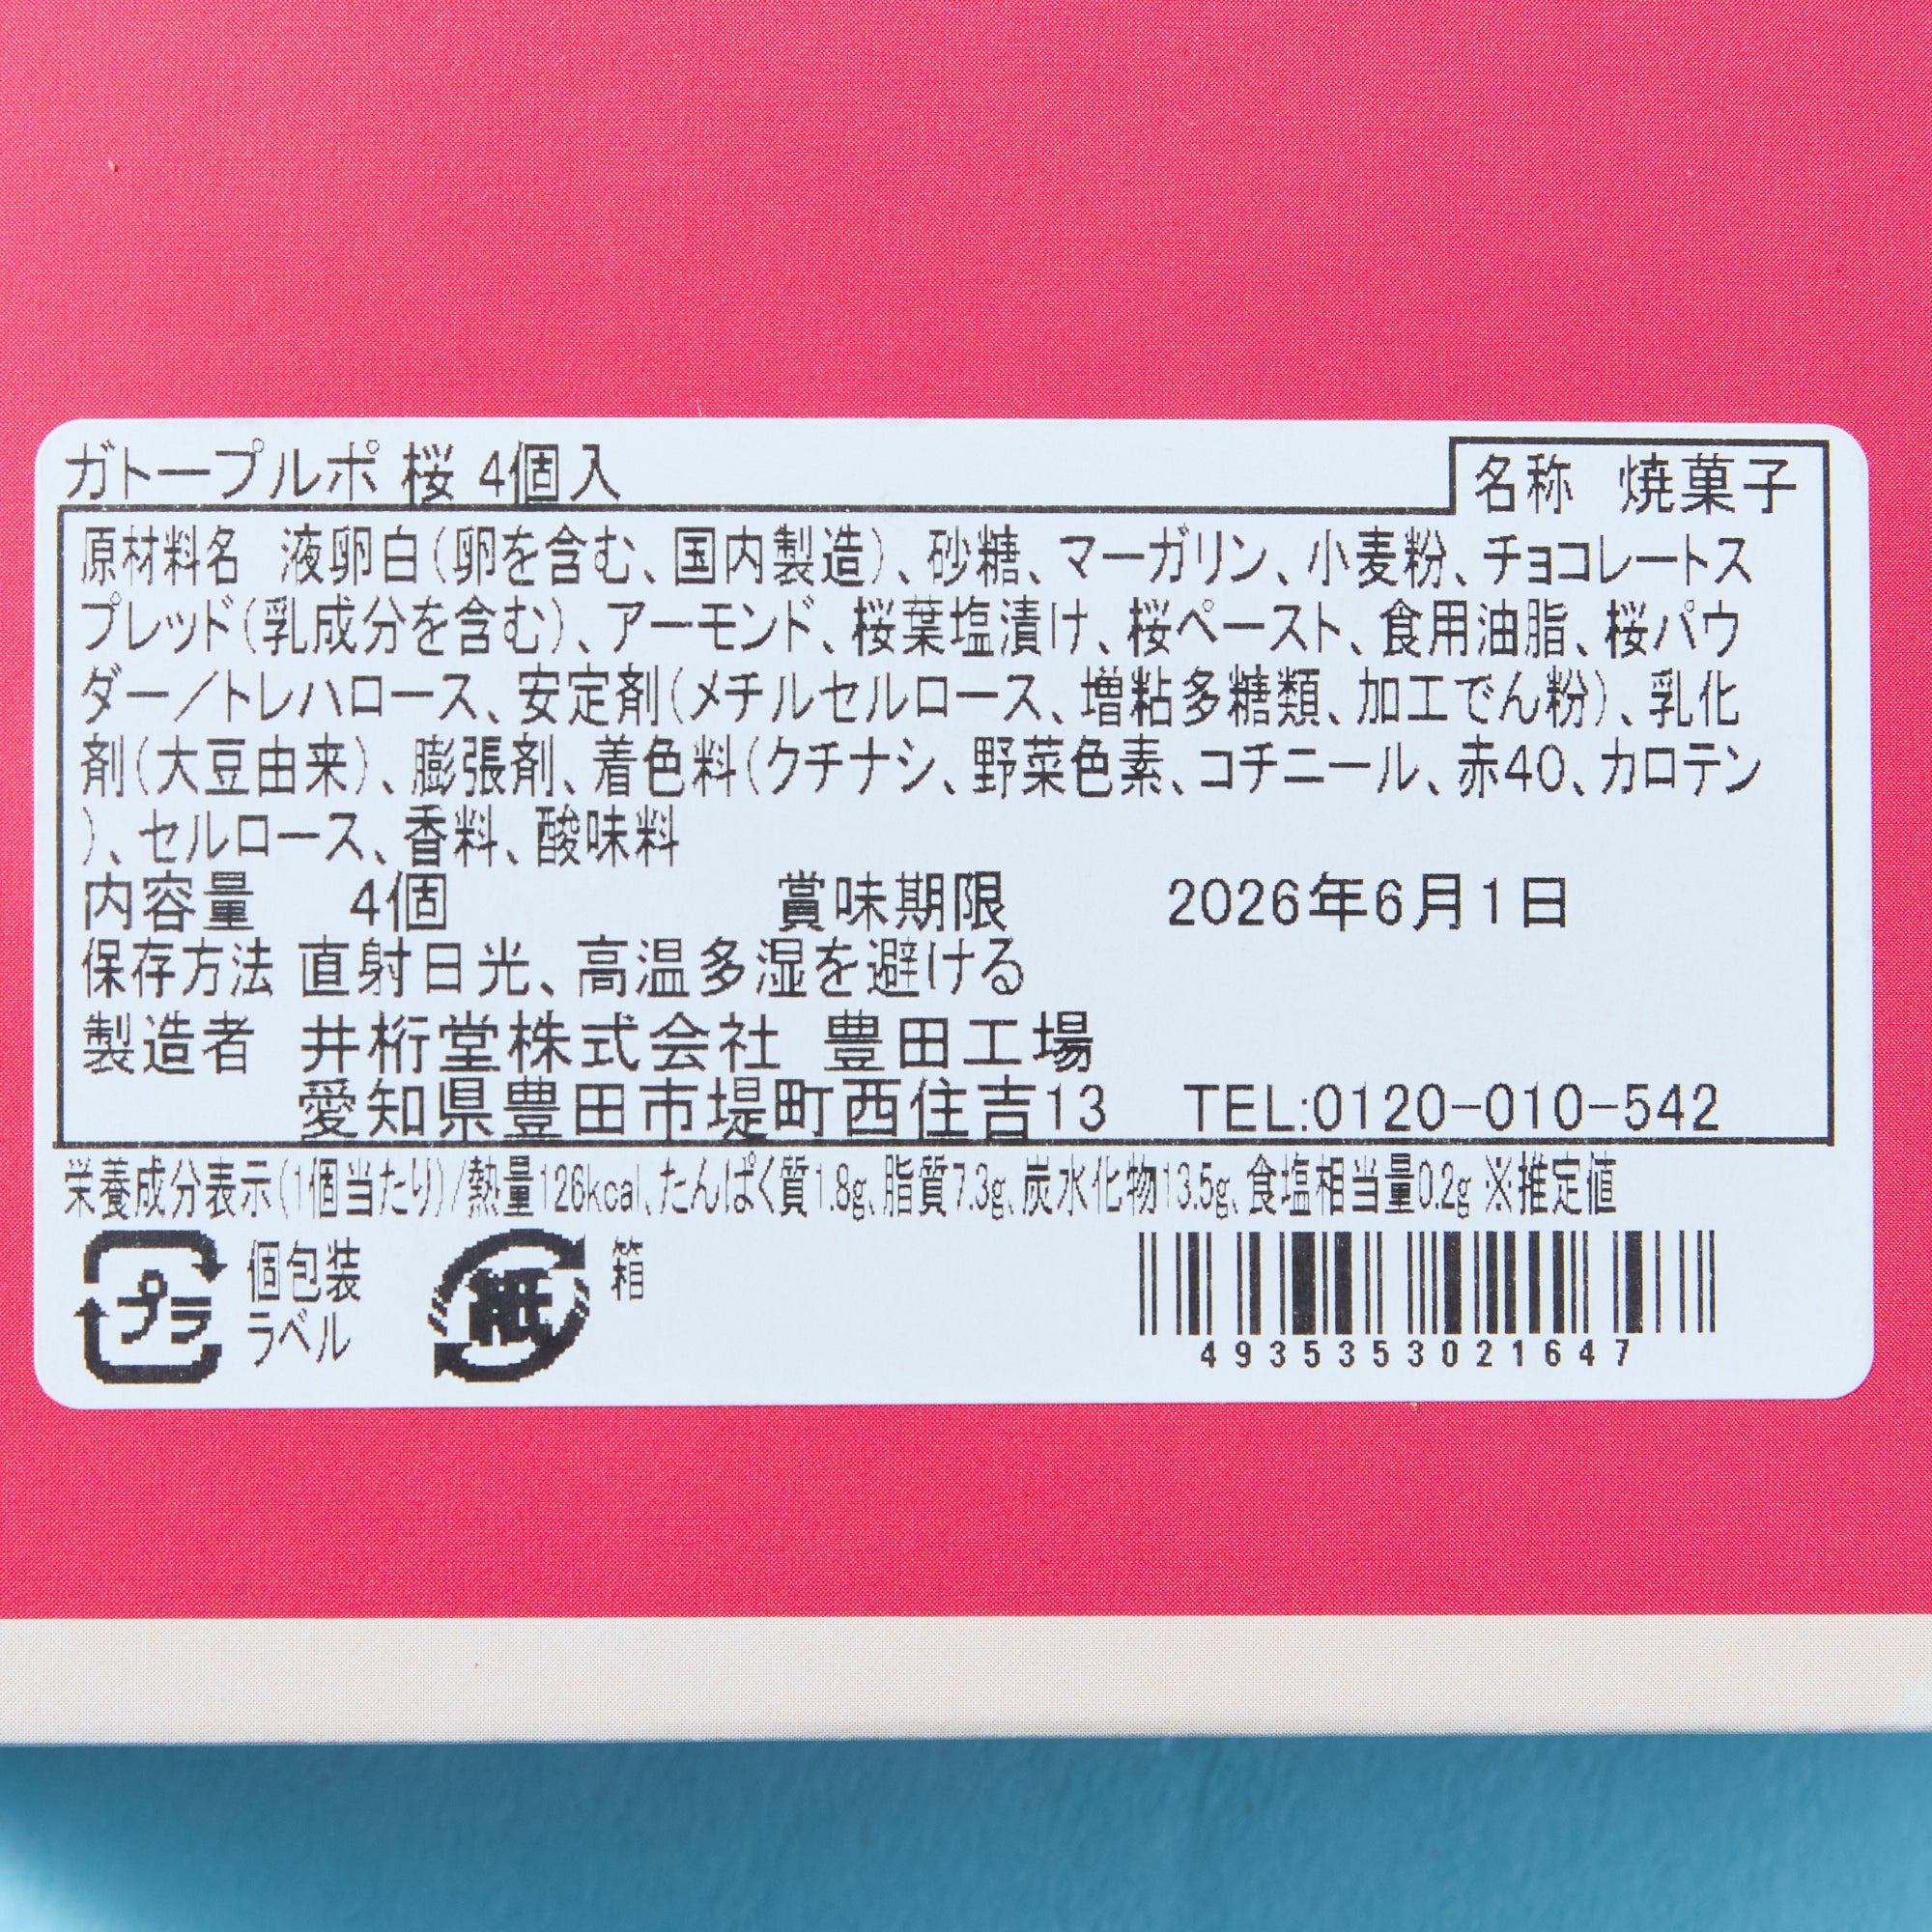 ガトープルポ 桜 4個入
名称 焼菓子
原材料名 液卵白(卵を含む、国内製造)、砂糖、マーガリン、小麦粉、チョコレートス
プレッド(乳成分を含む)、アーモンド、桜葉塩漬け、桜ペースト、食用油脂、桜パウ
ダー/トレハロース、安定剤(メチルセルロース、増粘多糖類、加工でん粉)、乳化
剤(大豆由来)、膨張剤、着色料(クチナシ、野菜色素、コチニール、赤40、カロテン
)、セルロース、香料、酸味料
内容量 4個 賞味期限 2026年6月1日
保存方法 直射日光、高温多湿を避ける
製造者 井桁堂株式会社 豊田工場
愛知県豊田市堤町西住吉13 TEL:0120-010-542
栄養成分表示(1個当たり)/熱量126kcal、たんぱく質1.8g、脂質7.3g、炭水化物13.5g、食塩相当量0.2g ※推定値
プラ 個包装
ラベル
紙 箱
4935353021647